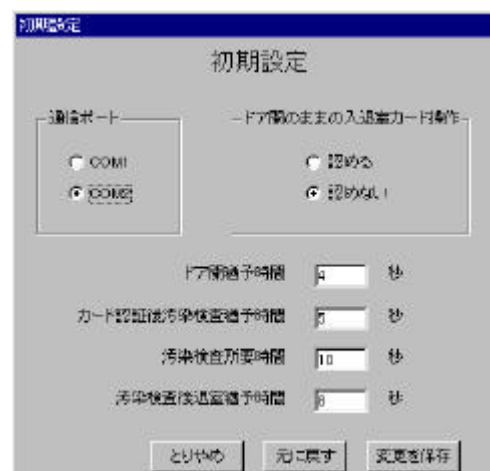 初期設定
初期設定
通信ポート
COM1
COM2
ドア開のままの入退室カード操作
認める
認めない
ドア開猶予時間 4 秒
カード認証後汚染検査猶予時間 5 秒
汚染検査所要時間 10 秒
汚染検査後退室猶予時間 8 秒
とりやめ 元に戻す 変更を保存